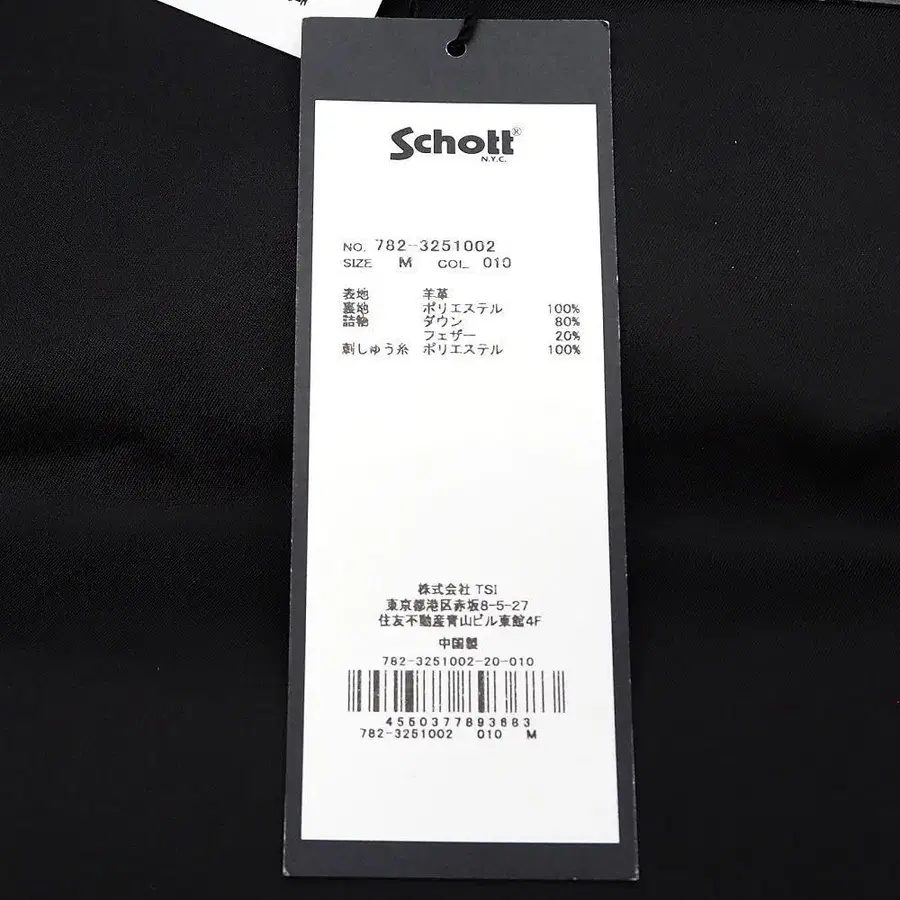 Schott®
N.Y.C.
NO. 782-3251002
SIZE M COL. 010
表地 羊革
裏地 ポリエステル 100%
詰物 ダウン 80%
フェザー 20%
刺しゅう糸 ポリエステル 100%
株式会社 TSI
東京都港区赤坂8-5-27
住友不動産青山ビル東館4F
中国製
782-3251002-20-010
4550377893683
782-3251002 010 M